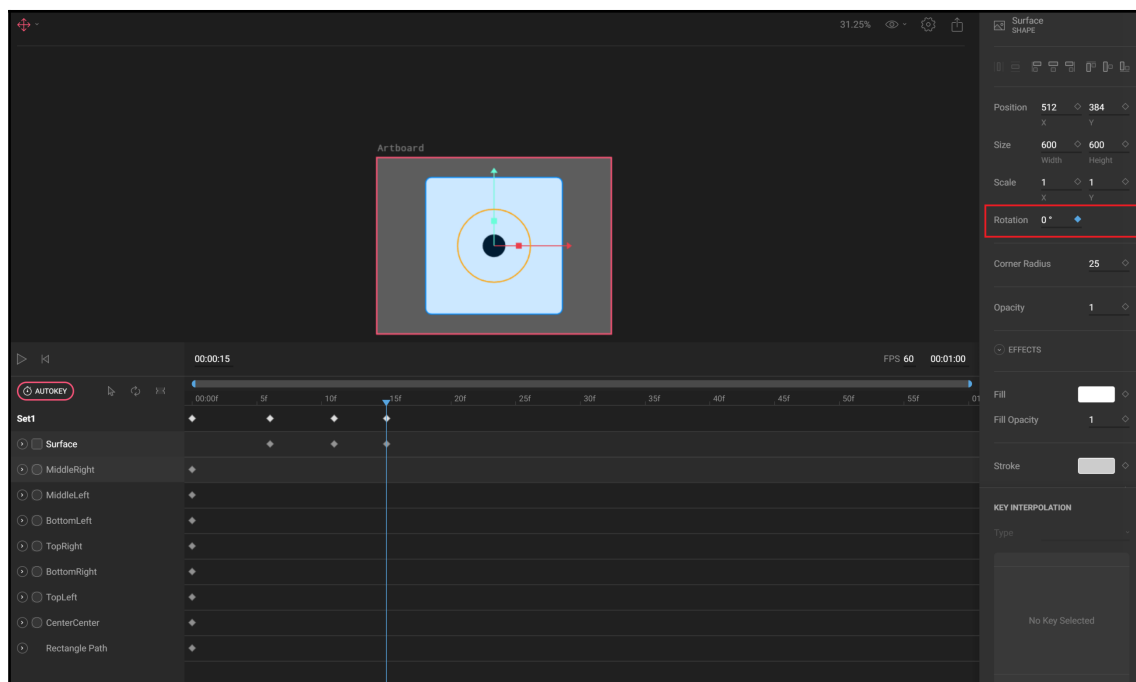 31.25%
Surface
SHAPE
Position 512 384
X Y
Size 600 600
Width Height
Scale 1 1
X Y
Rotation 0°
Corner Radius 25
Opacity 1
EFFECTS
Fill
Fill Opacity 1
Stroke
KEY INTERPOLATION
Type
No Key Selected
Artboard
00:00:15 FPS 60 00:01:00
AUTOKEY 00:00f 5f 10f 15f 20f 25f 30f 35f 40f 45f 50f 55f 01
Set1
Surface
MiddleRight
MiddleLeft
BottomLeft
TopRight
BottomRight
TopLeft
CenterCenter
Rectangle Path